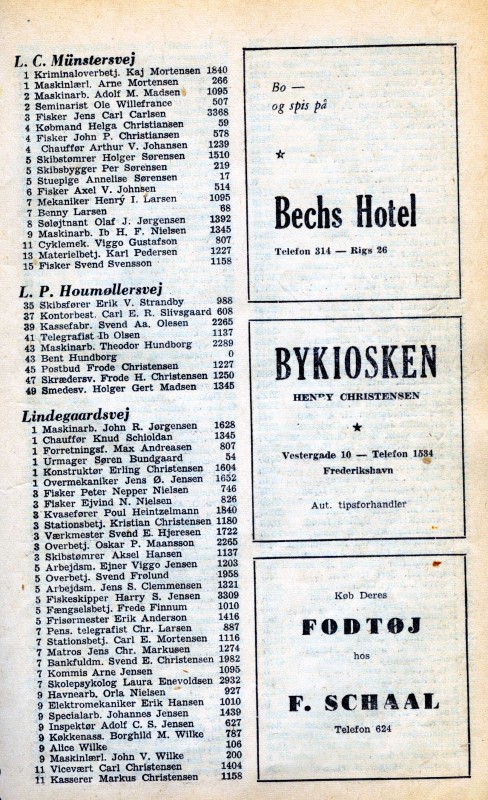 L. C. Münstersvej
1 Kriminaloverbetj. Kaj Mortensen 1840
1 Maskinlærl. Arne Mortensen 266
2 Maskinarb. Adolf M. Madsen 1095
2 Seminarist Ole Willefrance 507
3 Fisker Jens Carl Carlsen 3368
4 Købmand Helga Christiansen 59
4 Fisker John P. Christiansen 578
4 Chauffør Arthur V. Johansen 1239
5 Skibstømrer Holger Sørensen 1510
5 Skibsbygger Per Sørensen 219
5 Stuepige Annelise Sørensen 17
6 Fisker Axel V. Johnsen 514
7 Mekaniker Henry I. Larsen 1095
7 Benny Larsen 68
8 Søløjtnant Olaf J. Jørgensen 1392
9 Maskinarb. Ib H. F. Nielsen 1345
11 Cyklemek. Viggo Gustafson 807
13 Materielbetj. Karl Pedersen 1227
15 Fisker Svend Svensson 1158
L. P. Houmøllersvej
35 Skibsfører Erik V. Strandby 988
37 Kontorbest. Carl E. R. Slivsgaard 608
39 Kassefabr. Svend Aa. Olesen 2265
41 Telegrafist Ib Olsen 1137
43 Maskinarb. Theodor Hundborg 2289
43 Bent Hundborg 0
45 Postbud Frode Christensen 1227
47 Skrædersv. Frode H. Christensen 1250
49 Smedesv. Holger Gert Madsen 1345
Lindegaardsvej
1 Maskinarb. John R. Jørgensen 1628
1 Chauffør Knud Schioldan 1345
1 Forretningsf. Max Andreasen 807
1 Urmager Søren Bundgaard 54
1 Konstruktør Erling Christensen 1604
1 Overmekaniker Jens Ø. Jensen 1652
3 Fisker Peter Nepper Nielsen 746
3 Fisker Ejvind N. Nielsen 826
3 Kvasefører Poul Heintzelmann 1840
3 Stationsbetj. Kristian Christensen 1180
3 Værkmester Svend E. Hjeresen 1722
3 Overbetj. Oskar P. Maansson 2265
3 Skibstømrer Aksel Hansen 1137
5 Arbejdsm. Ejner Viggo Jensen 1203
5 Overbetj. Svend Frølund 1958
5 Arbejdsm. Jens S. Clemmensen 1321
5 Fiskeskipper Harry S. Jensen 3309
5 Fængselsbetj. Frede Finnum 1010
5 Frisørmester Erik Anderson 1416
7 Pens. telegrafist Chr. Larsen 887
7 Stationsbetj. Carl E. Mortensen 1116
7 Matros Jens Chr. Markusen 1274
7 Bankfuldm. Svend E. Christensen 1982
7 Kommis Arne Jensen 1095
7 Skolepsykolog Laura Enevoldsen 2932
9 Havnearb. Orla Nielsen 927
9 Elektromekaniker Erik Hansen 1010
9 Specialarb. Johannes Jensen 1439
9 Inspektør Adolf C. S. Jensen 627
9 Køkkenass. Borghild M. Wilke 787
9 Alice Wilke 106
9 Maskinlærl. John V. Wilke 200
11 Vicevært Carl Christensen 1404
11 Kasserer Markus Christensen 1158
Bo —
og spis på
★
Bechs Hotel
Telefon 314 — Rigs 26
BYKIOSKEN
HENRY CHRISTENSEN
★
Vestergade 10 — Telefon 1534
Frederikshavn
Aut. tipsforhandler
Køb Deres
FODTØJ
hos
F. SCHAAL
Telefon 624